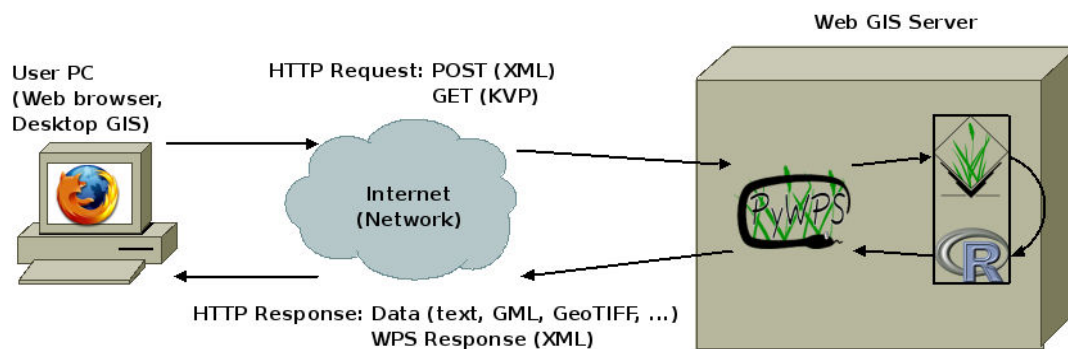 Web GIS Server
User PC
(Web browser,
Desktop GIS)
HTTP Request: POST (XML)
GET (KVP)
Internet
(Network)
PyWPS
R
HTTP Response: Data (text, GML, GeoTIFF, ...)
WPS Response (XML)